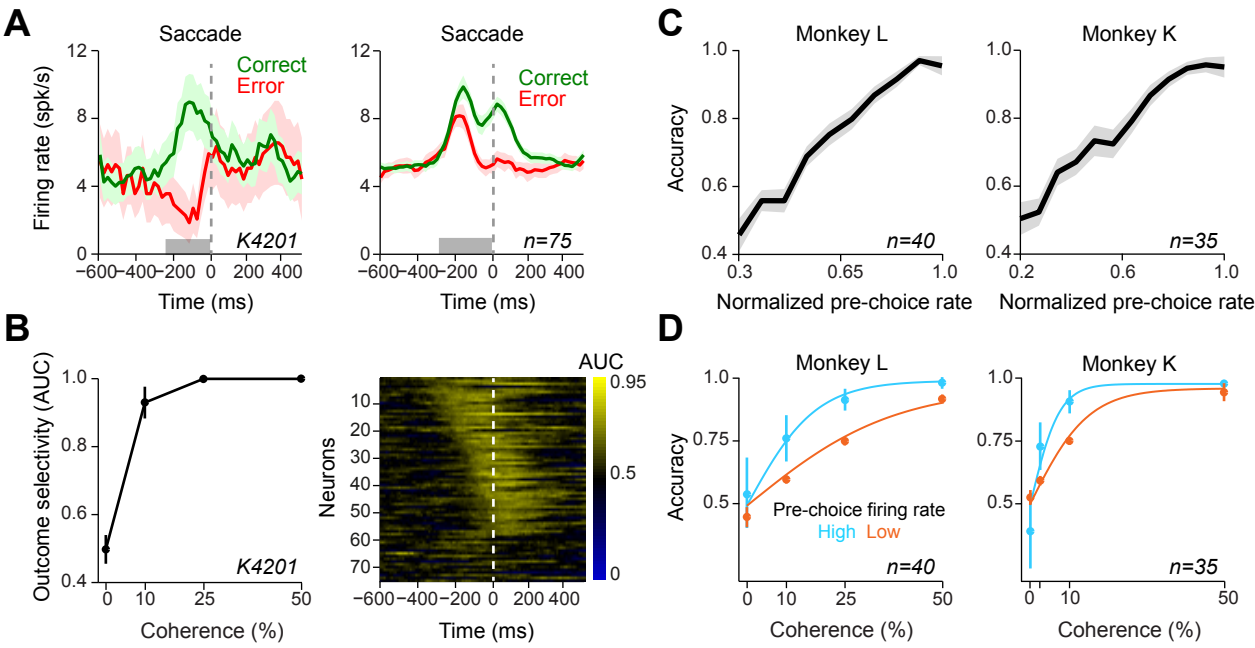 A
Saccade
Correct
Error
Firing rate (spk/s)
12
8
4
0
K4201
−600 −400 −200 0 200 400
Time (ms)
Saccade
Correct
Error
12
8
4
0
n=75
−600 −400 −200 0 200 400
Time (ms)
B
Outcome selectivity (AUC)
1.0
0.8
0.6
0.4
K4201
0 10 25 50
Coherence (%)
AUC
0.95
0.5
0
Neurons
10
20
30
40
50
60
70
−600 −400 −200 0 200 400
Time (ms)
C
Monkey L
Accuracy
1.0
0.8
0.6
0.4
n=40
0.3 0.65 1.0
Normalized pre-choice rate
Monkey K
1.0
0.8
0.6
0.4
n=35
0.2 0.6 1.0
Normalized pre-choice rate
D
Monkey L
Accuracy
1.0
0.75
0.5
Pre-choice firing rate
High Low
n=40
0 10 25 50
Coherence (%)
Monkey K
1.0
0.75
0.5
n=35
0 10 50
Coherence (%)